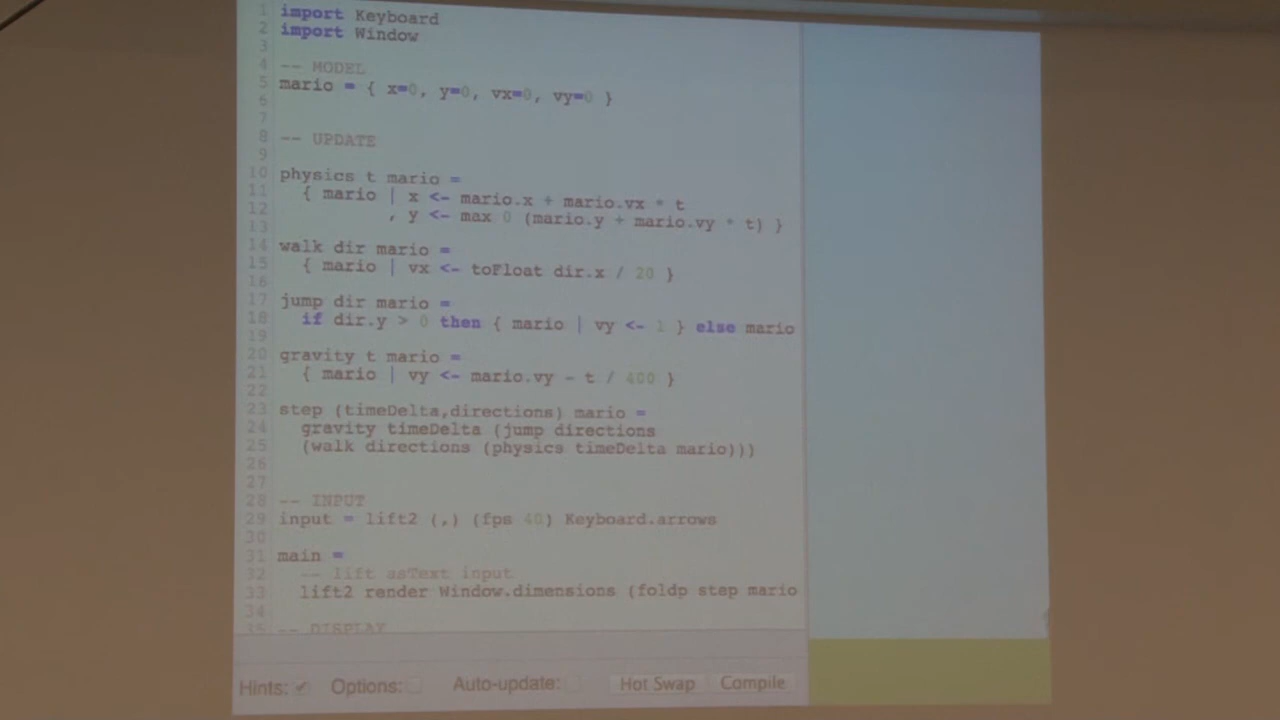 1 import Keyboard
2 import Window
3
4 -- MODEL
5 mario = { x=0, y=0, vx=0, vy=0 }
6
7
8 -- UPDATE
9
10 physics t mario =
11 { mario | x <- mario.x + mario.vx * t
12 , y <- max 0 (mario.y + mario.vy * t) }
13
14 walk dir mario =
15 { mario | vx <- toFloat dir.x / 20 }
16
17 jump dir mario =
18 if dir.y > 0 then { mario | vy <- 1 } else mario
19
20 gravity t mario =
21 { mario | vy <- mario.vy - t / 400 }
22
23 step (timeDelta,directions) mario =
24 gravity timeDelta (jump directions
25 (walk directions (physics timeDelta mario)))
26
27
28 -- INPUT
29 input = lift2 (,) (fps 40) Keyboard.arrows
30
31 main =
32 -- lift asText input
33 lift2 render Window.dimensions (foldp step mario
34
35 -- DISPLAY
Hints: Options: Auto-update: Hot Swap Compile